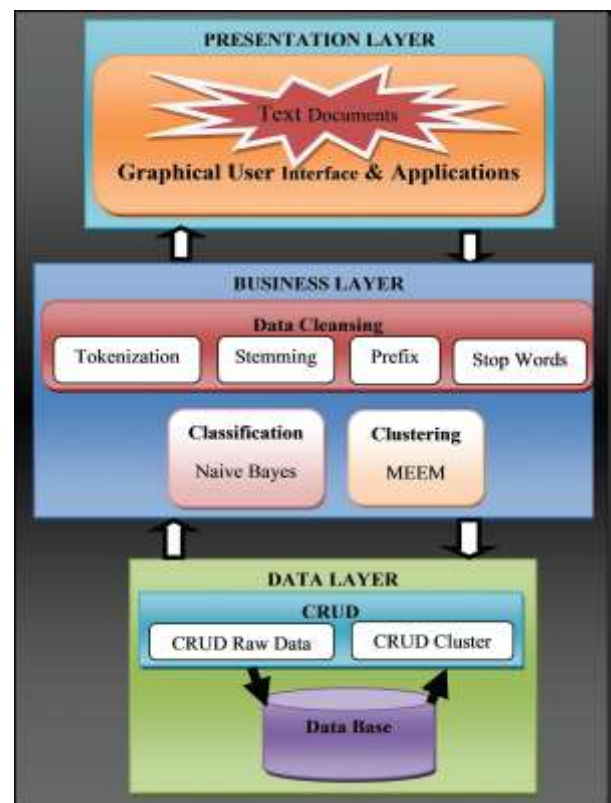 PRESENTATION LAYER
Text Documents
Graphical User Interface & Applications
BUSINESS LAYER
Data Cleansing
Tokenization
Stemming
Prefix
Stop Words
Classification
Naive Bayes
Clustering
MEEM
DATA LAYER
CRUD
CRUD Raw Data
CRUD Cluster
Data Base